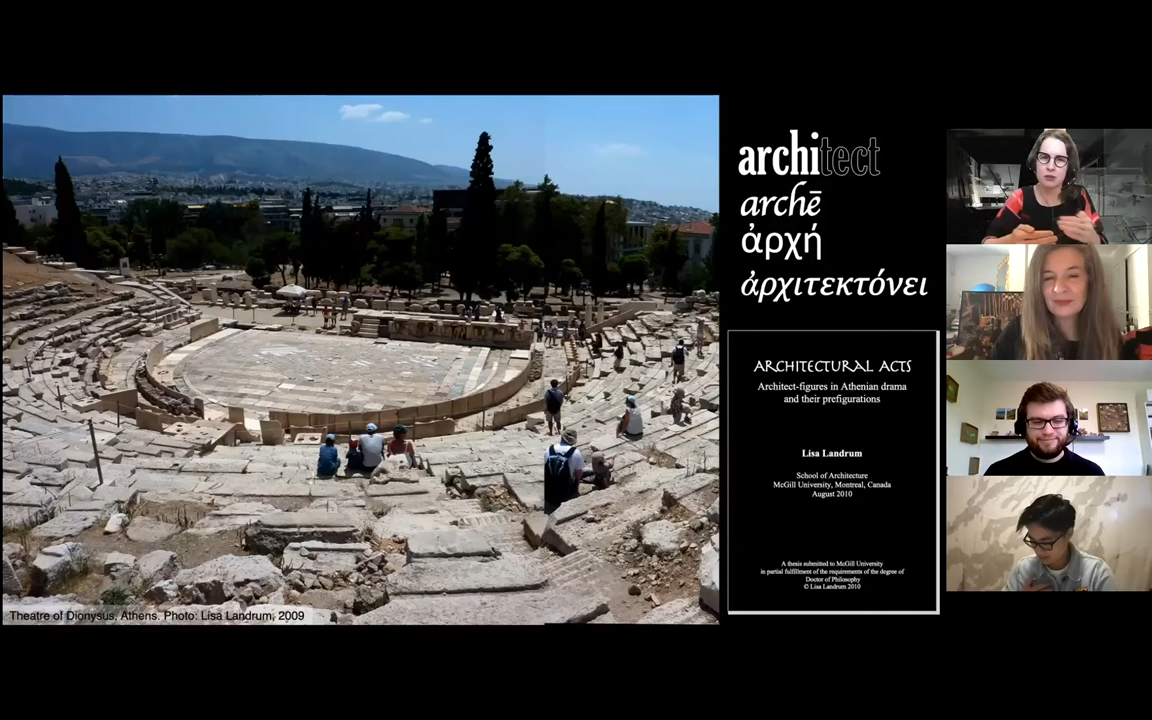 architect
archē
ἀρχή
ἀρχιτεκτόνει
ARCHITECTURAL ACTS
Architect-figures in Athenian drama
and their prefigurations
Lisa Landrum
School of Architecture
McGill University, Montreal, Canada
August 2010
A thesis submitted to McGill University
in partial fulfillment of the requirements of the degree of
Doctor of Philosophy
© Lisa Landrum 2010
Theatre of Dionysus, Athens. Photo: Lisa Landrum, 2009